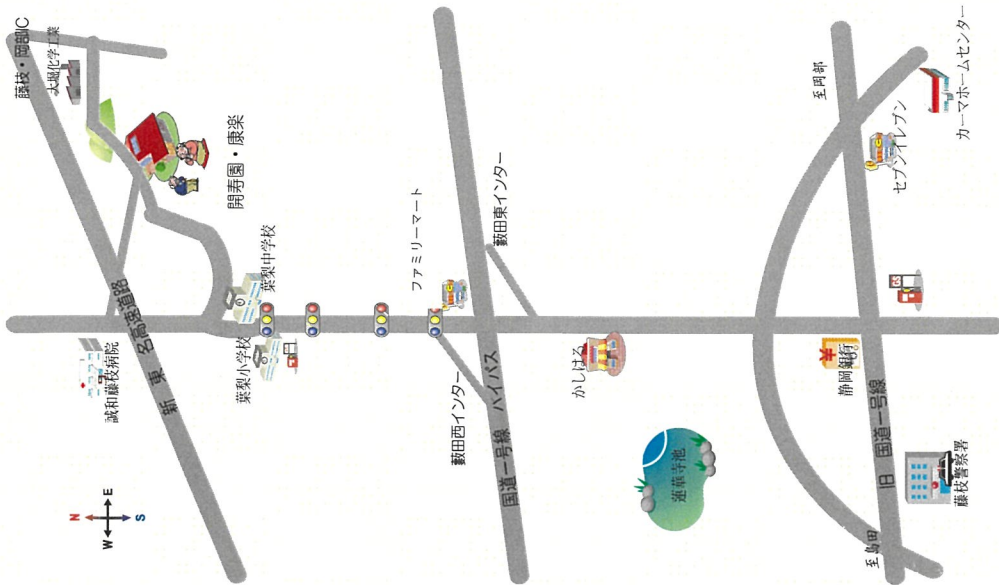 藤枝・岡部IC
大堀化学工業
開寿園・康楽
新東名高速道路
誠和藤枝病院
葉梨中学校
葉梨小学校
ファミリーマート
藪田東インター
藪田西インター
国道一号線 バイパス
かしはる
蓮華寺池
至岡部
カーマホームセンター
セブンイレブン
静岡銀行
旧 国道一号線
藤枝警察署
至島田
N
W
E
S